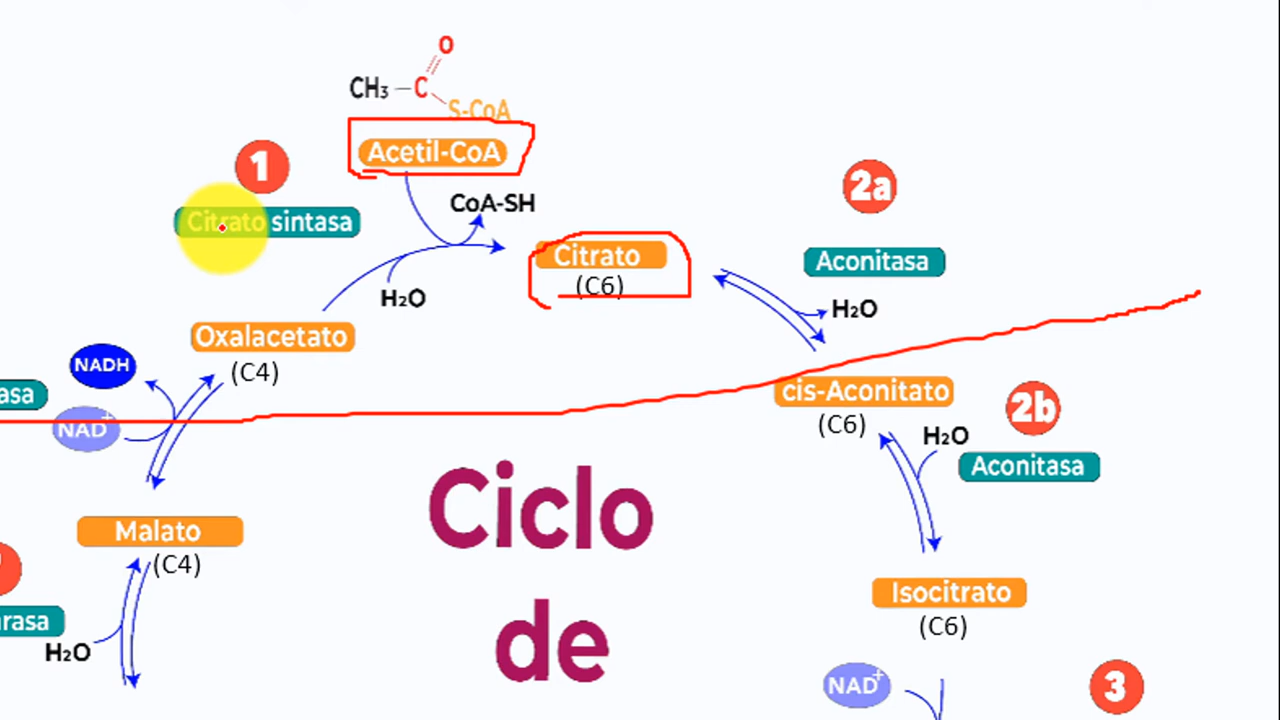 O
CH₃ — C
S-CoA
Acetil-CoA
1
Citrato sintasa
CoA-SH
2a
Citrato
(C6)
Aconitasa
H₂O
H₂O
Oxalacetato
(C4)
NADH
asa
NAD⁺
cis-Aconitato
(C6)
2b
H₂O
Aconitasa
Ciclo
de
Malato
(C4)
Isocitrato
(C6)
rasa
H₂O
NAD⁺
3